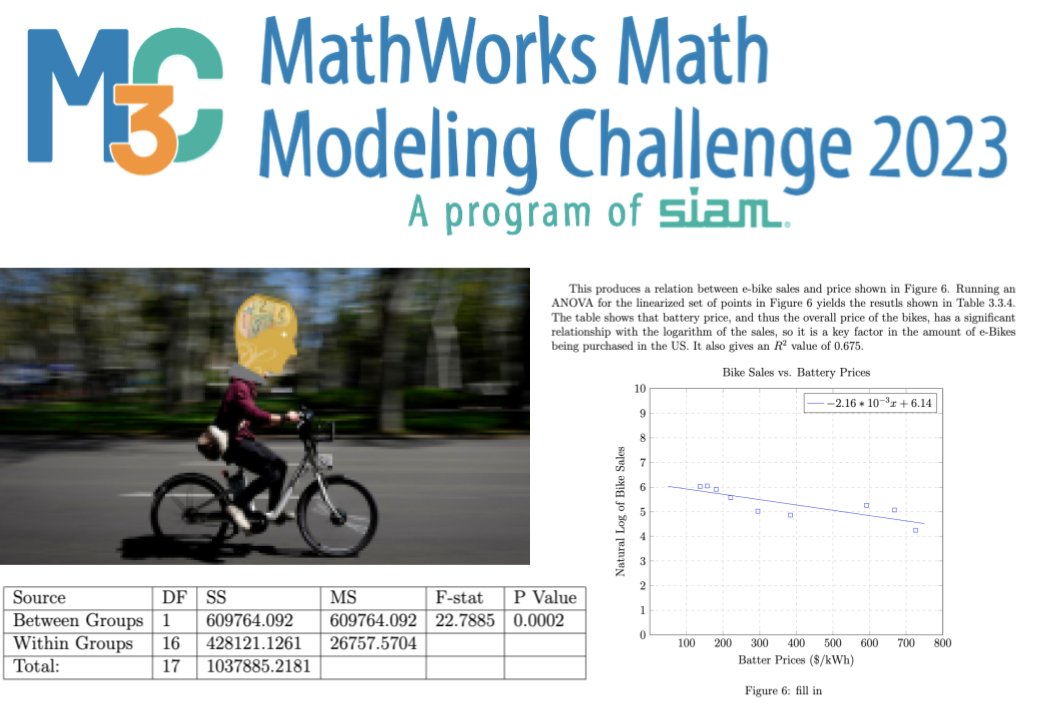 M3C
MathWorks Math
Modeling Challenge 2023
A program of siam.
This produces a relation between e-bike sales and price shown in Figure 6. Running an
ANOVA for the linearized set of points in Figure 6 yields the resutls shown in Table 3.3.4.
The table shows that battery price, and thus the overall price of the bikes, has a significant
relationship with the logarithm of the sales, so it is a key factor in the amount of e-Bikes
being purchased in the US. It also gives an R² value of 0.675.
Bike Sales vs. Battery Prices
−2.16 ∗ 10⁻³x + 6.14
Natural Log of Bike Sales
10
9
8
7
6
5
4
3
2
1
0
100 200 300 400 500 600 700 800
Batter Prices ($/kWh)
Figure 6: fill in
Source DF SS MS F-stat P Value
Between Groups 1 609764.092 609764.092 22.7885 0.0002
Within Groups 16 428121.1261 26757.5704
Total: 17 1037885.2181